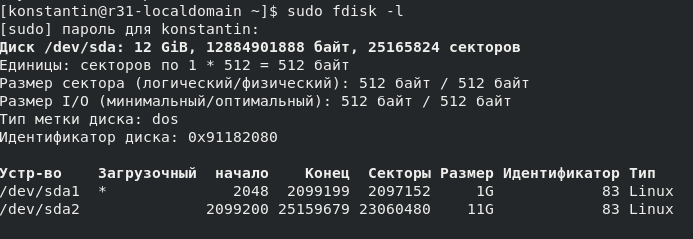 [konstantin@r31-localdomain ~]$ sudo fdisk -l
[sudo] пароль для konstantin:
Диск /dev/sda: 12 GiB, 12884901888 байт, 25165824 секторов
Единицы: секторов по 1 * 512 = 512 байт
Размер сектора (логический/физический): 512 байт / 512 байт
Размер I/O (минимальный/оптимальный): 512 байт / 512 байт
Тип метки диска: dos
Идентификатор диска: 0x91182080
Устр-во Загрузочный начало Конец Секторы Размер Идентификатор Тип
/dev/sda1 * 2048 2099199 2097152 1G 83 Linux
/dev/sda2 2099200 25159679 23060480 11G 83 Linux